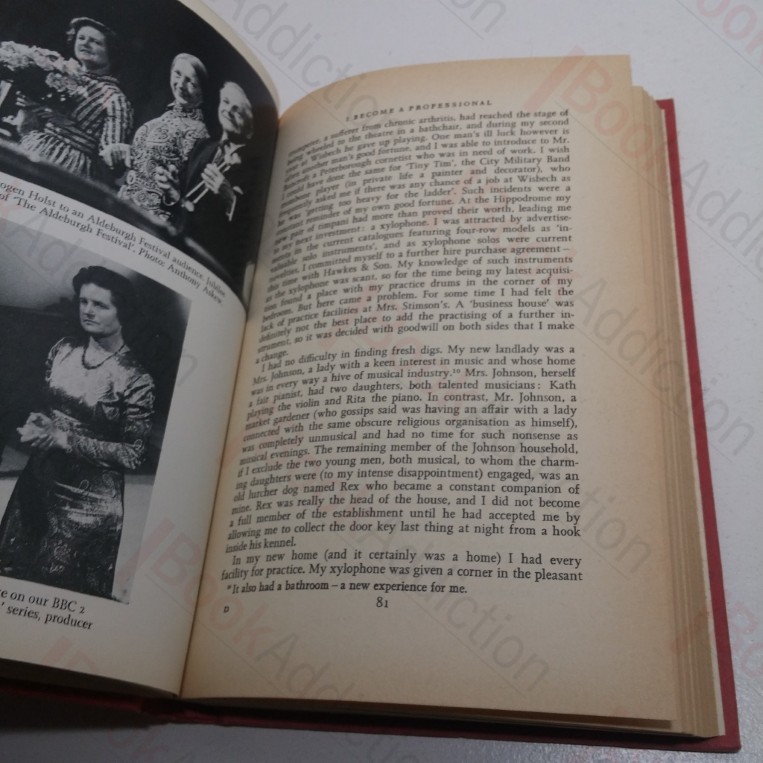 ogen Holst to an Aldeburgh Festival audience. Jubilee
of 'The Aldeburgh Festival'. Photo: Anthony
e on our BBC 2
' series, producer
I BECOME A PROFESSIONAL
a sufferer from chronic arthritis, had reached the stage of
being wheeled to the theatre in a bathchair, and during my second
at Wisbech he gave up playing. One man's ill luck however is
another man's good fortune, and I was able to introduce to Mr.
a Peterborough cornetist who was in need of work. I wish
I could have done the same for 'Tiny Tim', the City Military Band
trombone player (in private life a painter and decorator), who
asked me if there was any chance of a job at Wisbech as
he was 'getting too heavy for the ladder'. Such incidents were a
reminder of my own good fortune. At the Hippodrome my
new pair of timpani had more than proved their worth, leading me
to my next investment: a xylophone. I was attracted by advertise-
ments in the current catalogues featuring four-row models as 'in-
valuable solo instruments', and as xylophone solos were current
novelties, I committed myself to a further hire purchase agreement –
this time with Hawkes & Son. My knowledge of such instruments
as the xylophone was scant, so for the time being my latest acquisi-
tion found a place with my practice drums in the corner of my
bedroom. But here came a problem. For some time I had felt the
lack of practice facilities at Mrs. Stimson's. A 'business house' was
definitely not the best place to add the practising of a further in-
strument, so it was decided with goodwill on both sides that I make
a change.
I had no difficulty in finding fresh digs. My new landlady was a
Mrs. Johnson, a lady with a keen interest in music and whose home
was in every way a hive of musical industry.* Mrs. Johnson, herself
a fair pianist, had two daughters, both talented musicians: Kath
playing the violin and Rita the piano. In contrast, Mr. Johnson, a
market gardener (who gossips said was having an affair with a lady
connected with the same obscure religious organisation as himself),
was completely unmusical and had no time for such nonsense as
musical evenings. The remaining member of the Johnson household,
if I exclude the two young men, both musical, to whom the charm-
ing daughters were (to my intense disappointment) engaged, was an
old lurcher dog named Rex who became a constant companion of
mine. Rex was really the head of the house, and I did not become
a full member of the establishment until he had accepted me by
allowing me to collect the door key last thing at night from a hook
inside his kennel.
In my new home (and it certainly was a home) I had every
facility for practice. My xylophone was given a corner in the pleasant
* It also had a bathroom – a new experience for me.
D
81
BookAddiction